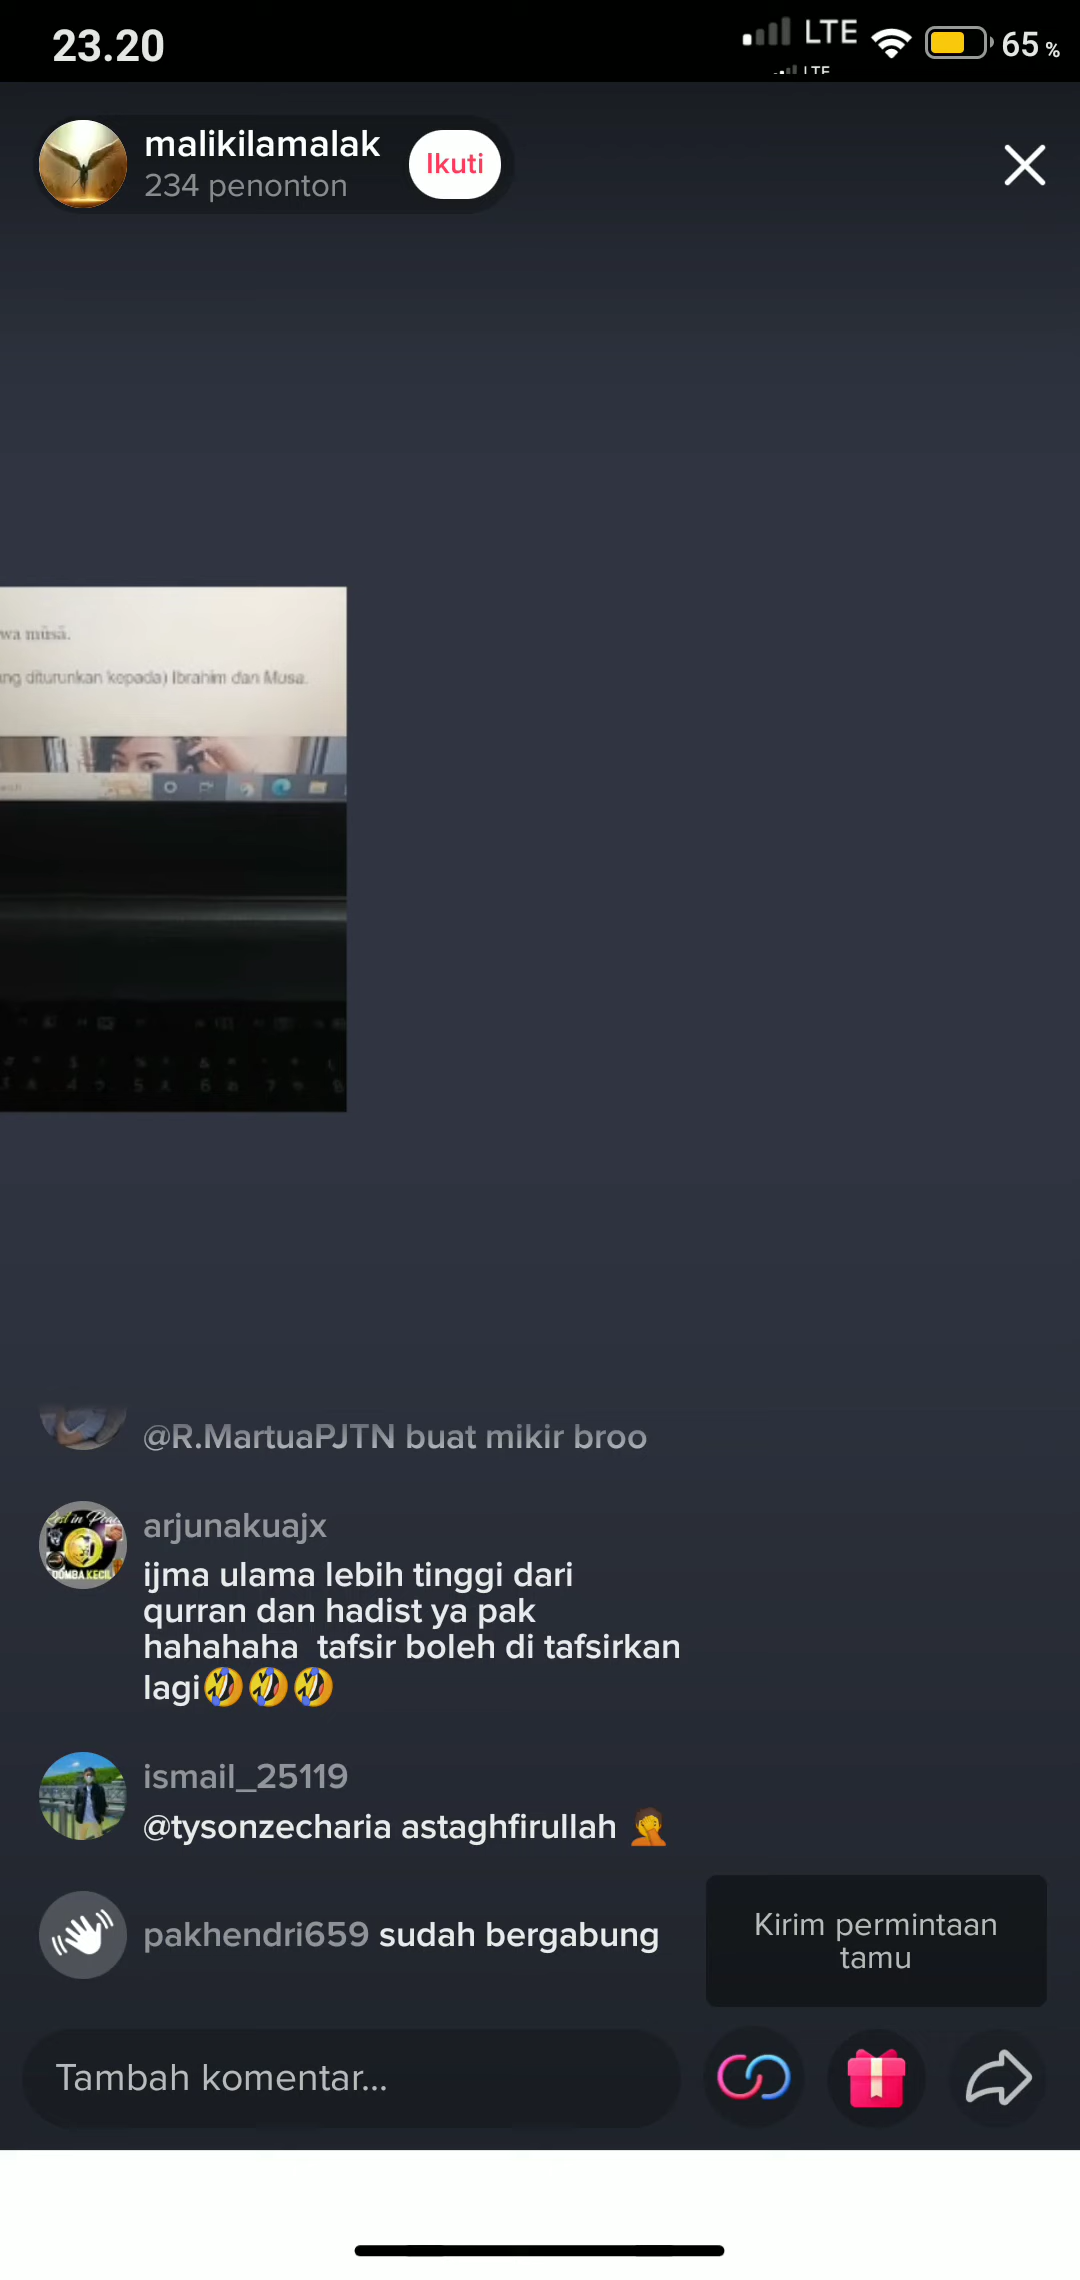 23.20
LTE
65 %
LTE
malikilamalak
234 penonton
Ikuti
wa mūsā.
ng diturunkan kepada) Ibrahim dan Musa.
@R.MartuaPJTN buat mikir broo
arjunakuajx
ijma ulama lebih tinggi dari
qurran dan hadist ya pak
hahahaha tafsir boleh di tafsirkan
lagi🤣🤣🤣
ismail_25119
@tysonzecharia astaghfirullah 🤦
pakhendri659 sudah bergabung
Kirim permintaan
tamu
Tambah komentar...